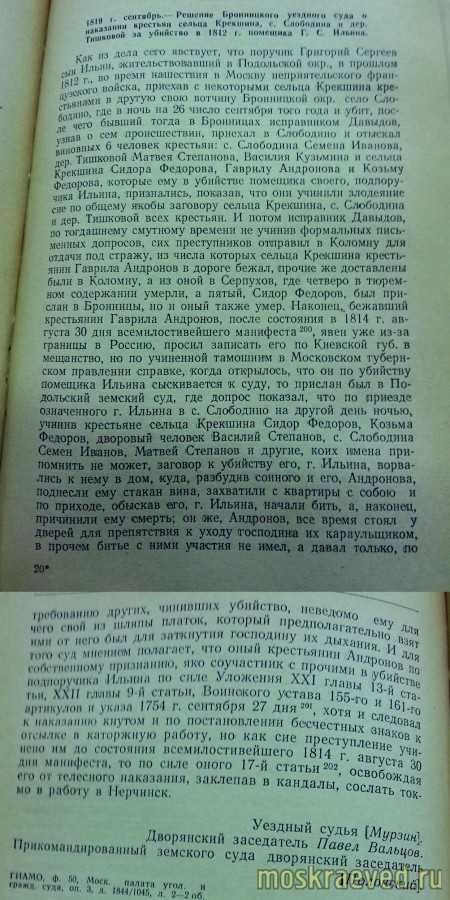 1819 г. сентябрь.— Решение Бронницкого уездного суда о
наказании крестьян сельца Крекшина, с. Слободина и дер.
Тишковой за убийство в 1812 г. помещика Г. С. Ильина.
Как из дела сего явствует, что поручик Григорий Сергеев
сын Ильин, жительствовавший в Подольской окр., в прошлом
1812 г., во время нашествия в Москву неприятельского фран-
цузского войска, приехав с некоторыми сельца Крекшина кре-
стьянами в другую свою вотчину Бронницкой окр. село Сло-
бодино, где в ночь на 26 число сентября того года и убит, пос-
ле чего бывший тогда в Бронницах исправником Давыдов,
узнав о сем происшествии, приехал в Слободино и отыскал
виновных 6 человек крестьян: с. Слободина Семена Иванова,
дер. Тишковой Матвея Степанова, Василия Кузьмина и сельца
Крекшина Сидора Федорова, Гаврилу Андронова и Козьму
Федорова, которые ему в убийстве помещика своего, подпору-
чика Ильина, признались, показав, что они учинили злодеяние
сие по общему якобы заговору сельца Крекшина, с. Слободина
и дер. Тишковой всех крестьян. И потом исправник Давыдов,
по тогдашнему смутному времени не учинив формальных пись-
менных допросов, сих преступников отправил в Коломну для
отдачи под стражу, из числа которых сельца Крекшина кресть-
янин Гаврила Андронов в дороге бежал, прочие же доставлены
были в Коломну, а из оной в Серпухов, где четверо в тюрем-
ном содержании умерли, а пятый, Сидор Федоров, был при-
слан в Бронницы, но и оный также умер. Наконец, бежавший
крестьянин Гаврила Андронов, после состояния в 1814 г. ав-
густа 30 дня всемилостивейшего манифеста 200, явен уже из-за
границы в Россию, просил записать его по Киевской губ. в
мещанство, но по учиненной тамошним в Московском губерн-
ском правлении справке, когда открылось, что он по убийству
помещика Ильина сыскивается к суду, то прислан был в По-
дольский земский суд, где допрос показал, что по приезде
означенного г. Ильина в с. Слободино на другой день ночью,
учинив крестьяне сельца Крекшина Сидор Федоров, Козьма
Федоров, дворовый человек Василий Степанов, с. Слободина
Семен Иванов, Матвей Степанов и другие, коих имена при-
помнить не может, заговор к убийству его, г. Ильина, ворва-
лись к нему в дом, куда, разбудив сонного и его, Андронова,
поднесли ему стакан вина, захватили с квартиры с собою и
по приходе, обыскав его, г. Ильина, начали бить, а, наконец,
причинили ему смерть; он же, Андронов, все время стоял у
дверей для препятствия к уходу господина их караульщиком,
в прочем битье с ними участия не имел, а давал только, по
20*
требованию других, чинивших убийство, неведомо ему для
чего свой из шляпы платок, который предполагательно взят
ими от него был для заткнутия господину их дыхания. И для
того суд мнением полагает, что оный крестьянин Андронов по
собственному признанию, яко соучастник с прочими в убийстве
подпоручика Ильина по силе Уложения XXI главы 13-й ста-
тьи, XXII главы 9-й статьи, Воинского устава 155-го и 161-го
артикулов и указа 1754 г. сентября 27 дня 201, хотя и следовал
к наказанию кнутом и по постановлении бесчестных знаков к
отсылке в каторжную работу, но как сие преступление учи-
нено им до состояния всемилостивейшего 1814 г. августа 30
дня манифеста, то по силе оного 17-й статьи 202, освобождая
его от телесного наказания, заклепав в кандалы, сослать ток-
мо в работу в Нерчинск.
Уездный судья [Мурзин].
Дворянский заседатель Павел Вальцов.
Прикомандированный земского суда дворянский заседатель
ГИАМО, ф. 50, Моск. палата угол. и
гражд. суда, оп. 3, д. 1844/1045, л. 2—2 об.
moskraeved.ru